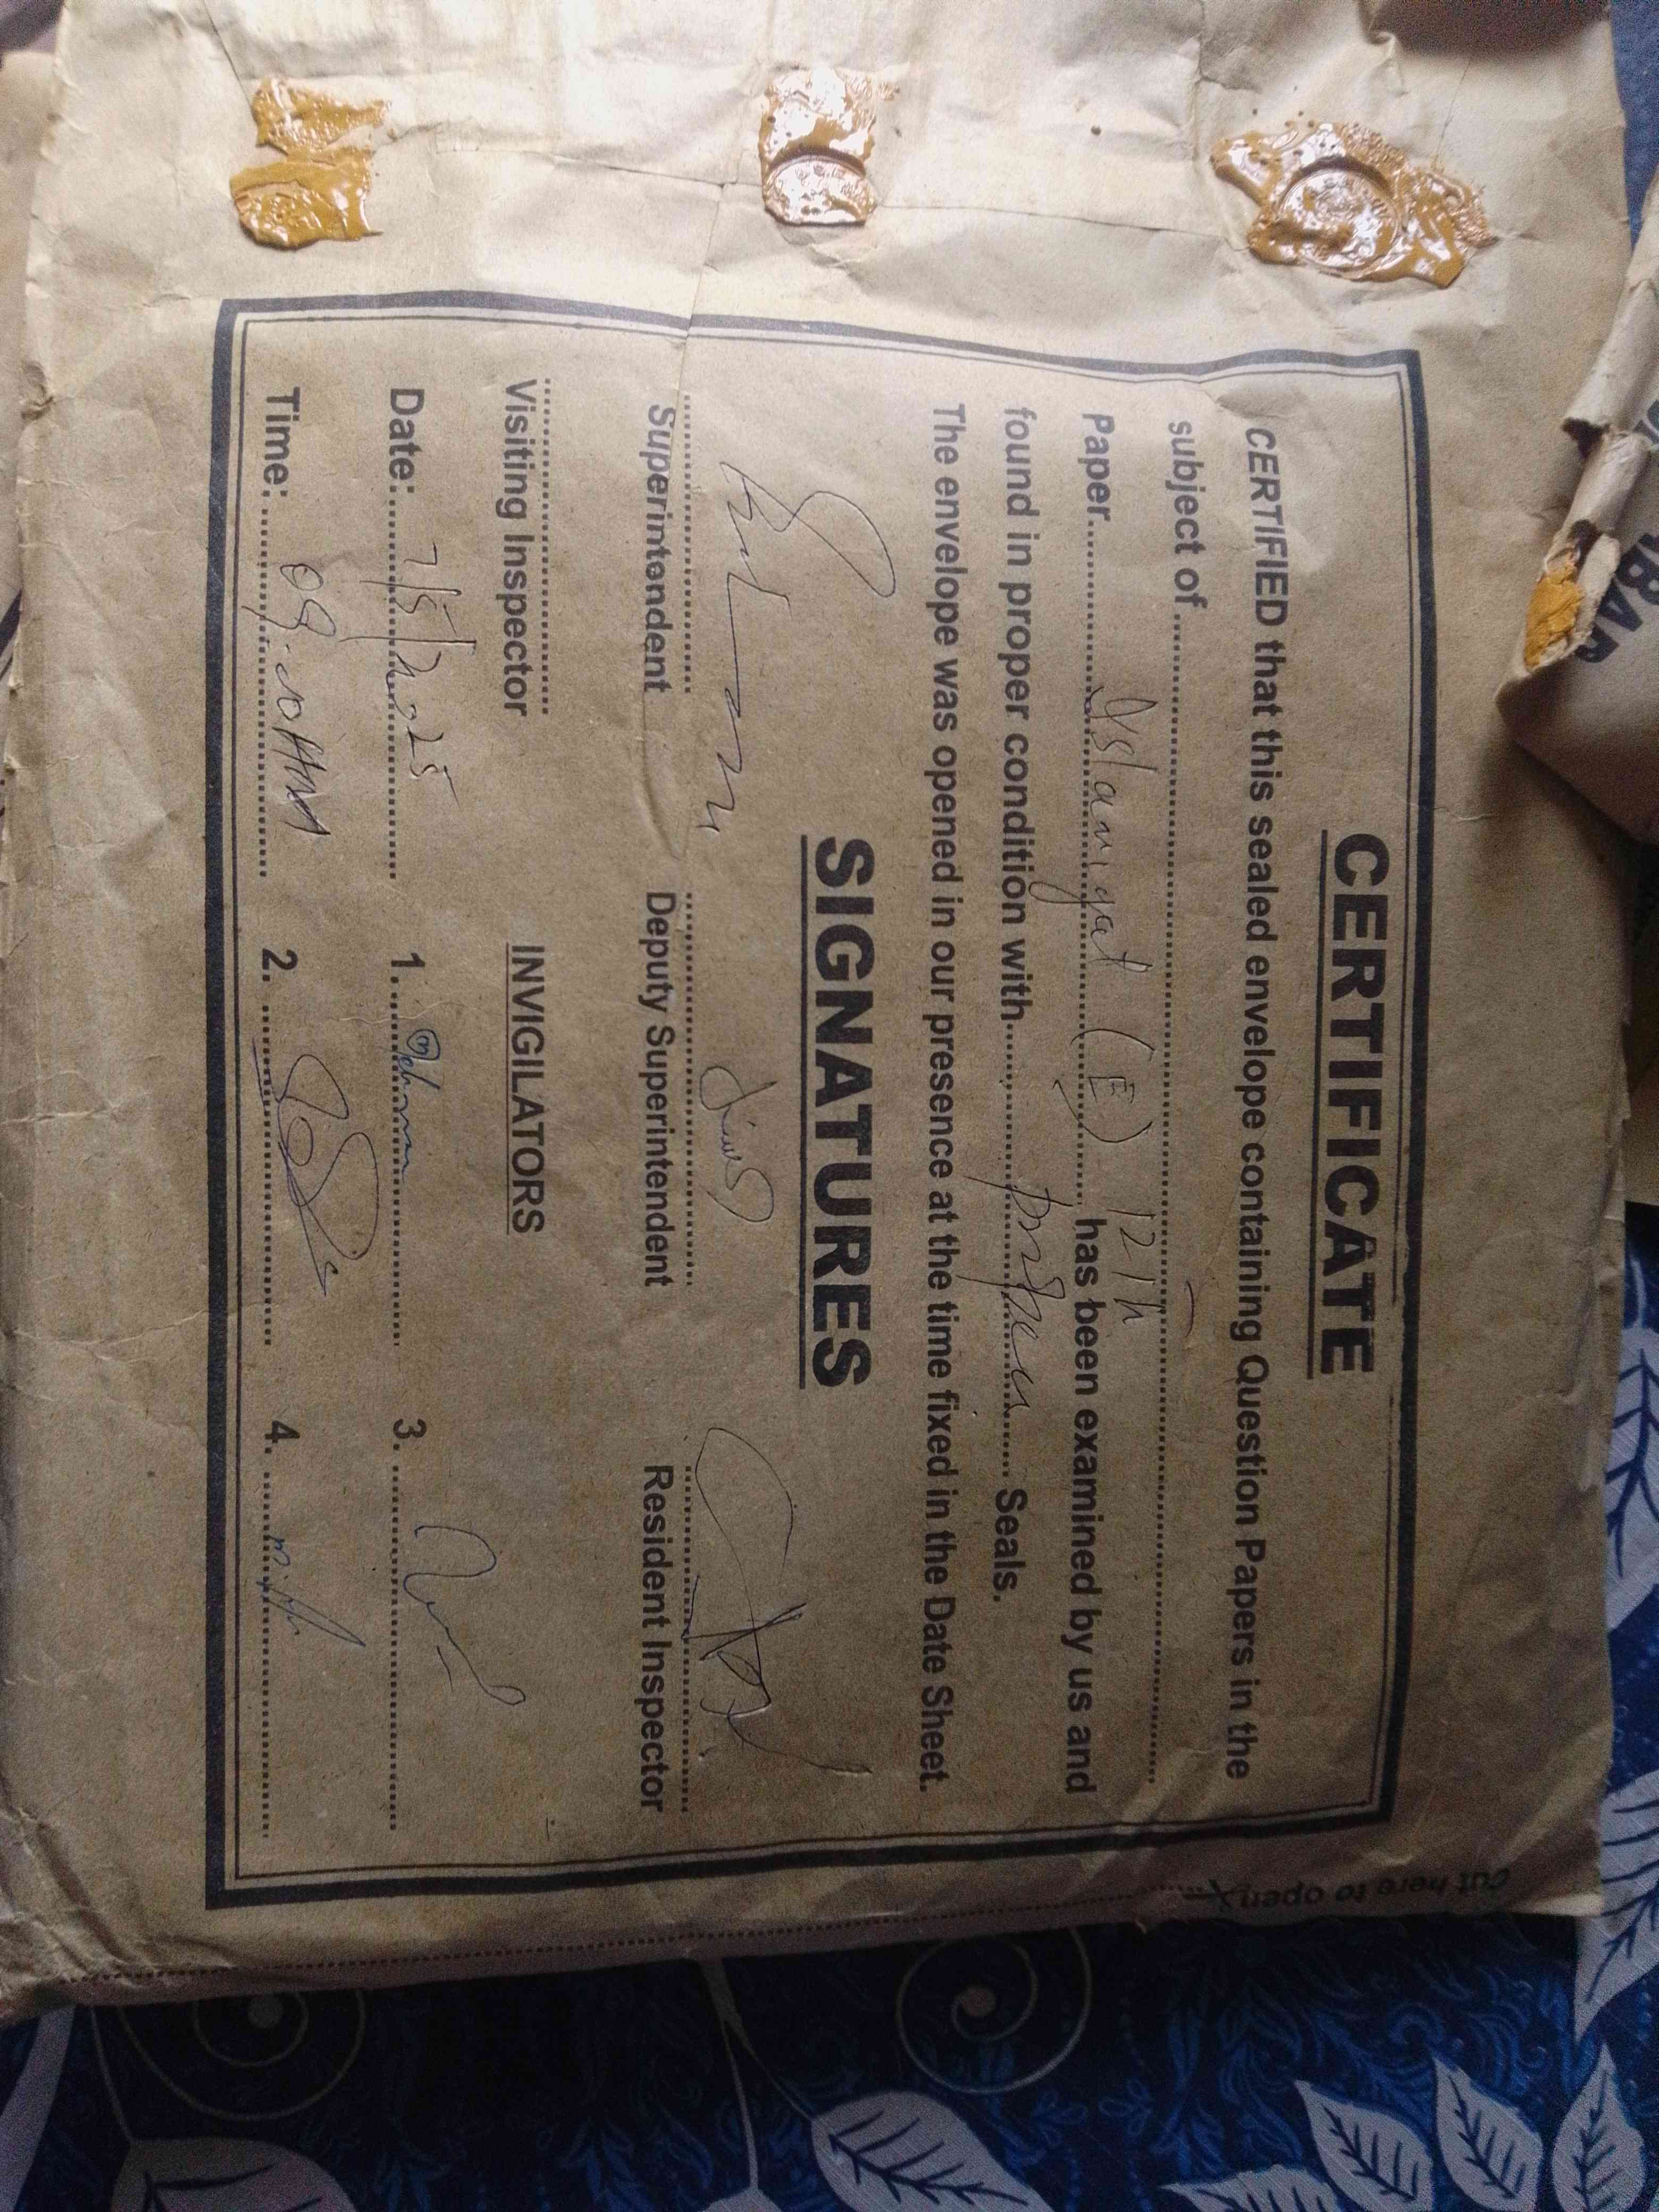 CERTIFICATE
CERTIFIED that this sealed envelope containing Question Papers in the
subject of
Paper Islamiyat (E) 12th has been examined by us and
found in proper condition with Seals.
The envelope was opened in our presence at the time fixed in the Date Sheet.
SIGNATURES
Superintendent Deputy Superintendent Resident Inspector
Visiting Inspector INVIGILATORS
Date: 7/5/2025 1. 3.
Time: 2. 4.
Cut here to open